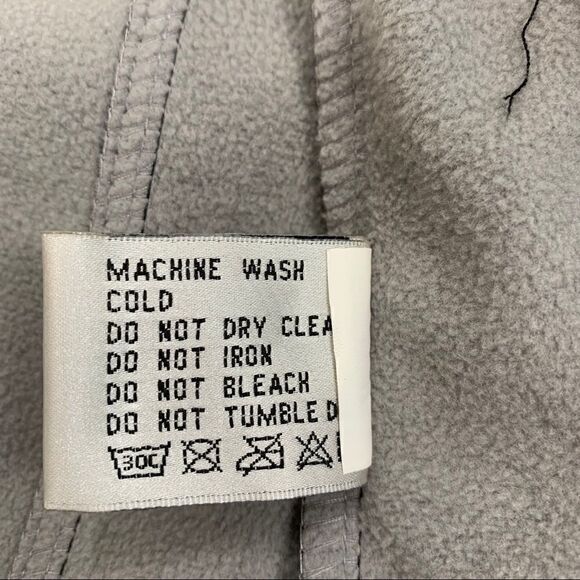 MACHINE WASH
COLD
DO NOT DRY CLEA
DO NOT IRON
DO NOT BLEACH
DO NOT TUMBLE D
30C